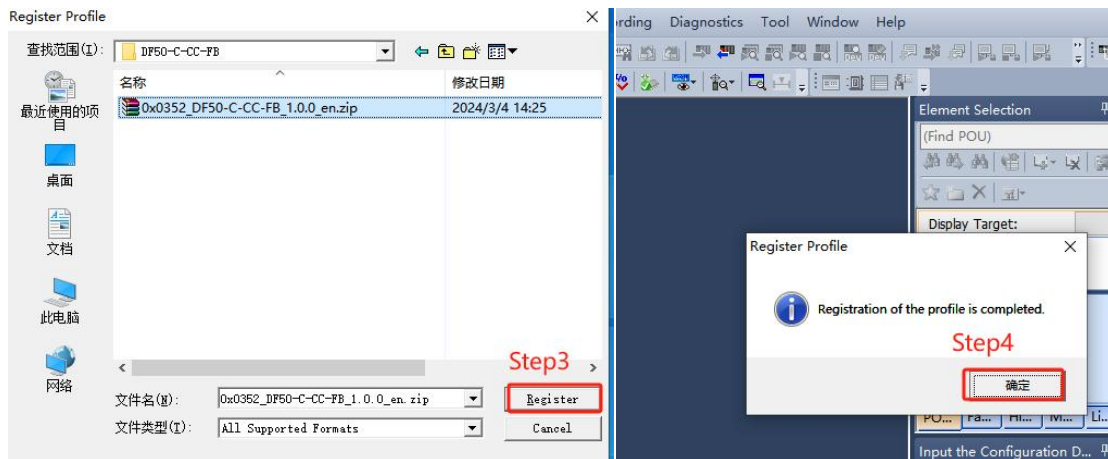 Register Profile
查找范围(I):
DF50-C-CC-FB
名称
修改日期
0x0352_DF50-C-CC-FB_1.0.0_en.zip
2024/3/4 14:25
最近使用的项
目
桌面
文档
此电脑
网络
Step3
文件名(N):
0x0352_DF50-C-CC-FB_1.0.0_en.zip
Register
文件类型(T):
All Supported Formats
Cancel
Diagnostics Tool Window Help
Element Selection
(Find POU)
Display Target:
Register Profile
Registration of the profile is completed.
Step4
确定
PO... Fa... Hi... M... Li...
Input the Configuration D...